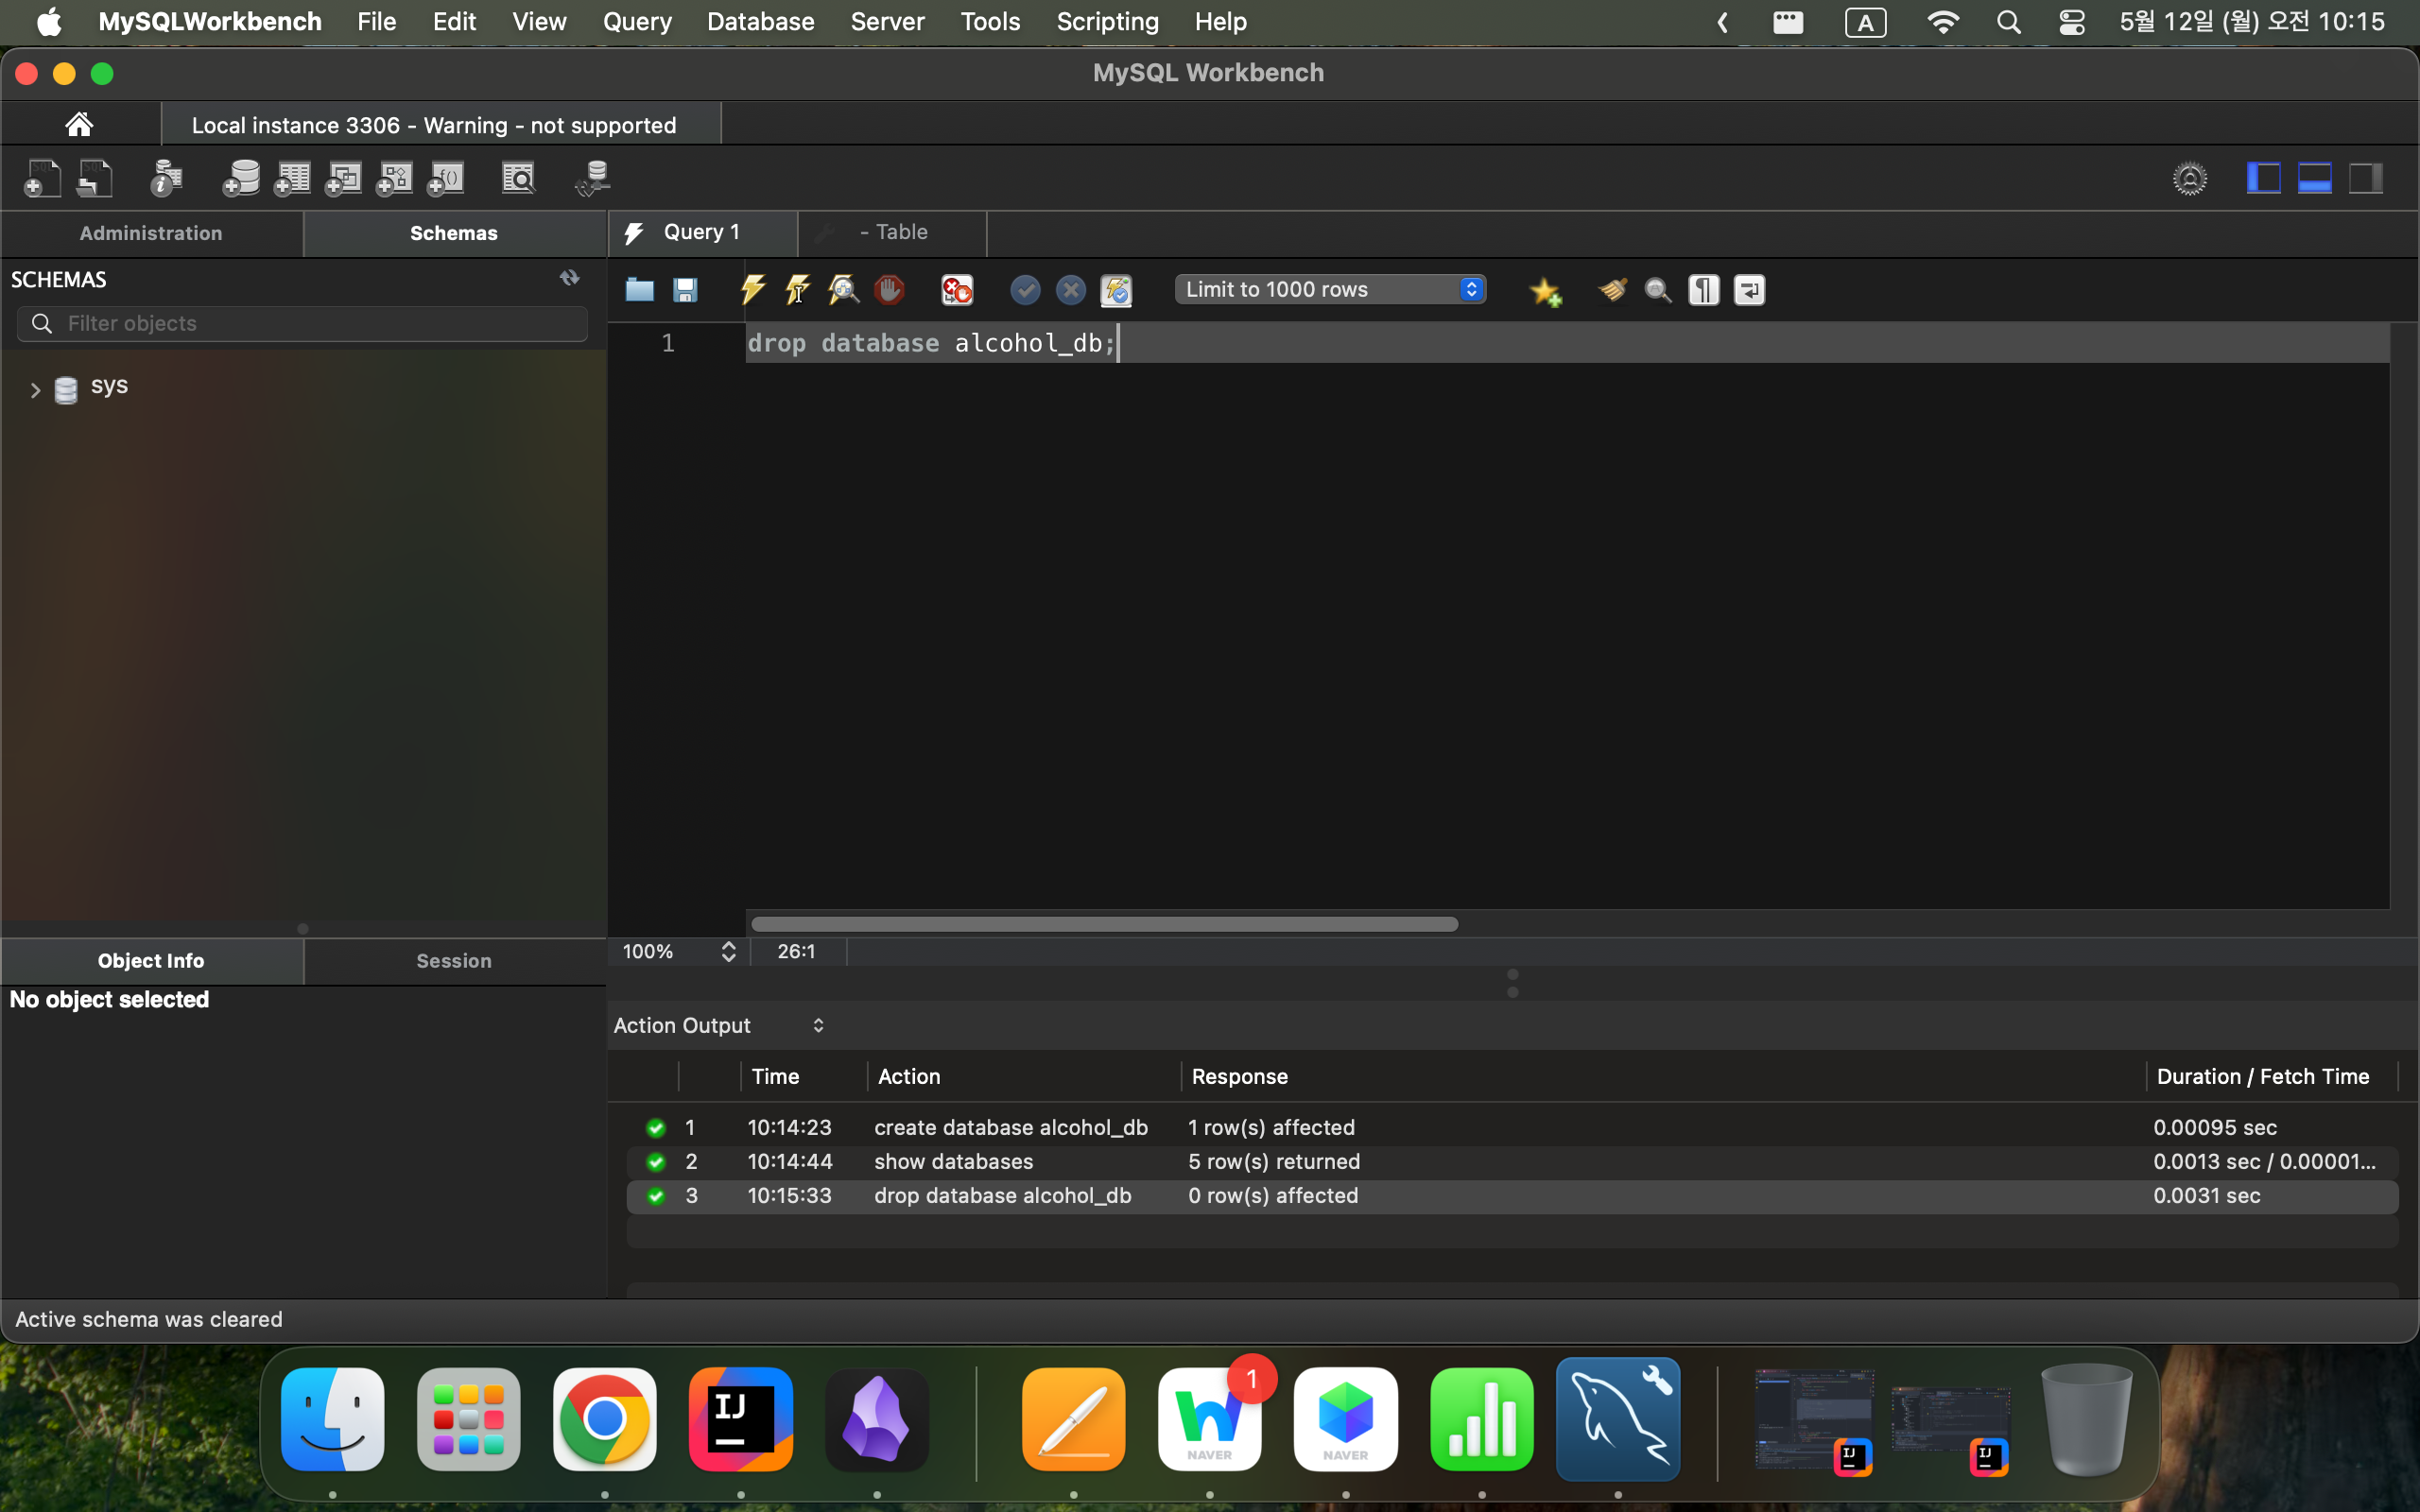 MySQLWorkbench File Edit View Query Database Server Tools Scripting Help A 5월 12일 (월) 오전 10:15
MySQL Workbench
Local instance 3306 - Warning - not supported
Administration Schemas Query 1 - Table
SCHEMAS
Limit to 1000 rows
Filter objects
1 drop database alcohol_db;
sys
100% 26:1
Object Info Session
No object selected
Action Output
Time Action Response Duration / Fetch Time
1 10:14:23 create database alcohol_db 1 row(s) affected 0.00095 sec
2 10:14:44 show databases 5 row(s) returned 0.0013 sec / 0.00001...
3 10:15:33 drop database alcohol_db 0 row(s) affected 0.0031 sec
Active schema was cleared
1
IJ
NAVER NAVER
IJ IJ